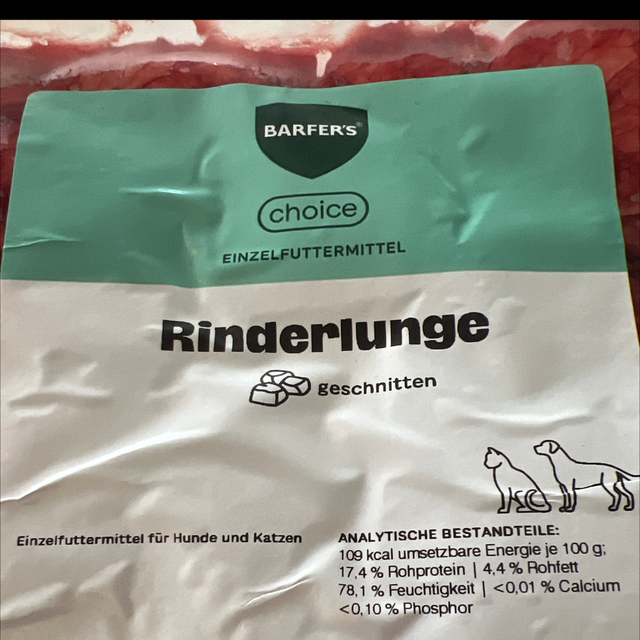 BARFER'S®
choice
EINZELFUTTERMITTEL
Rinderlunge
geschnitten
Einzelfuttermittel für Hunde und Katzen
ANALYTISCHE BESTANDTEILE:
109 kcal umsetzbare Energie je 100 g;
17,4 % Rohprotein | 4,4 % Rohfett
78,1 % Feuchtigkeit | <0,01 % Calcium
<0,10 % Phosphor